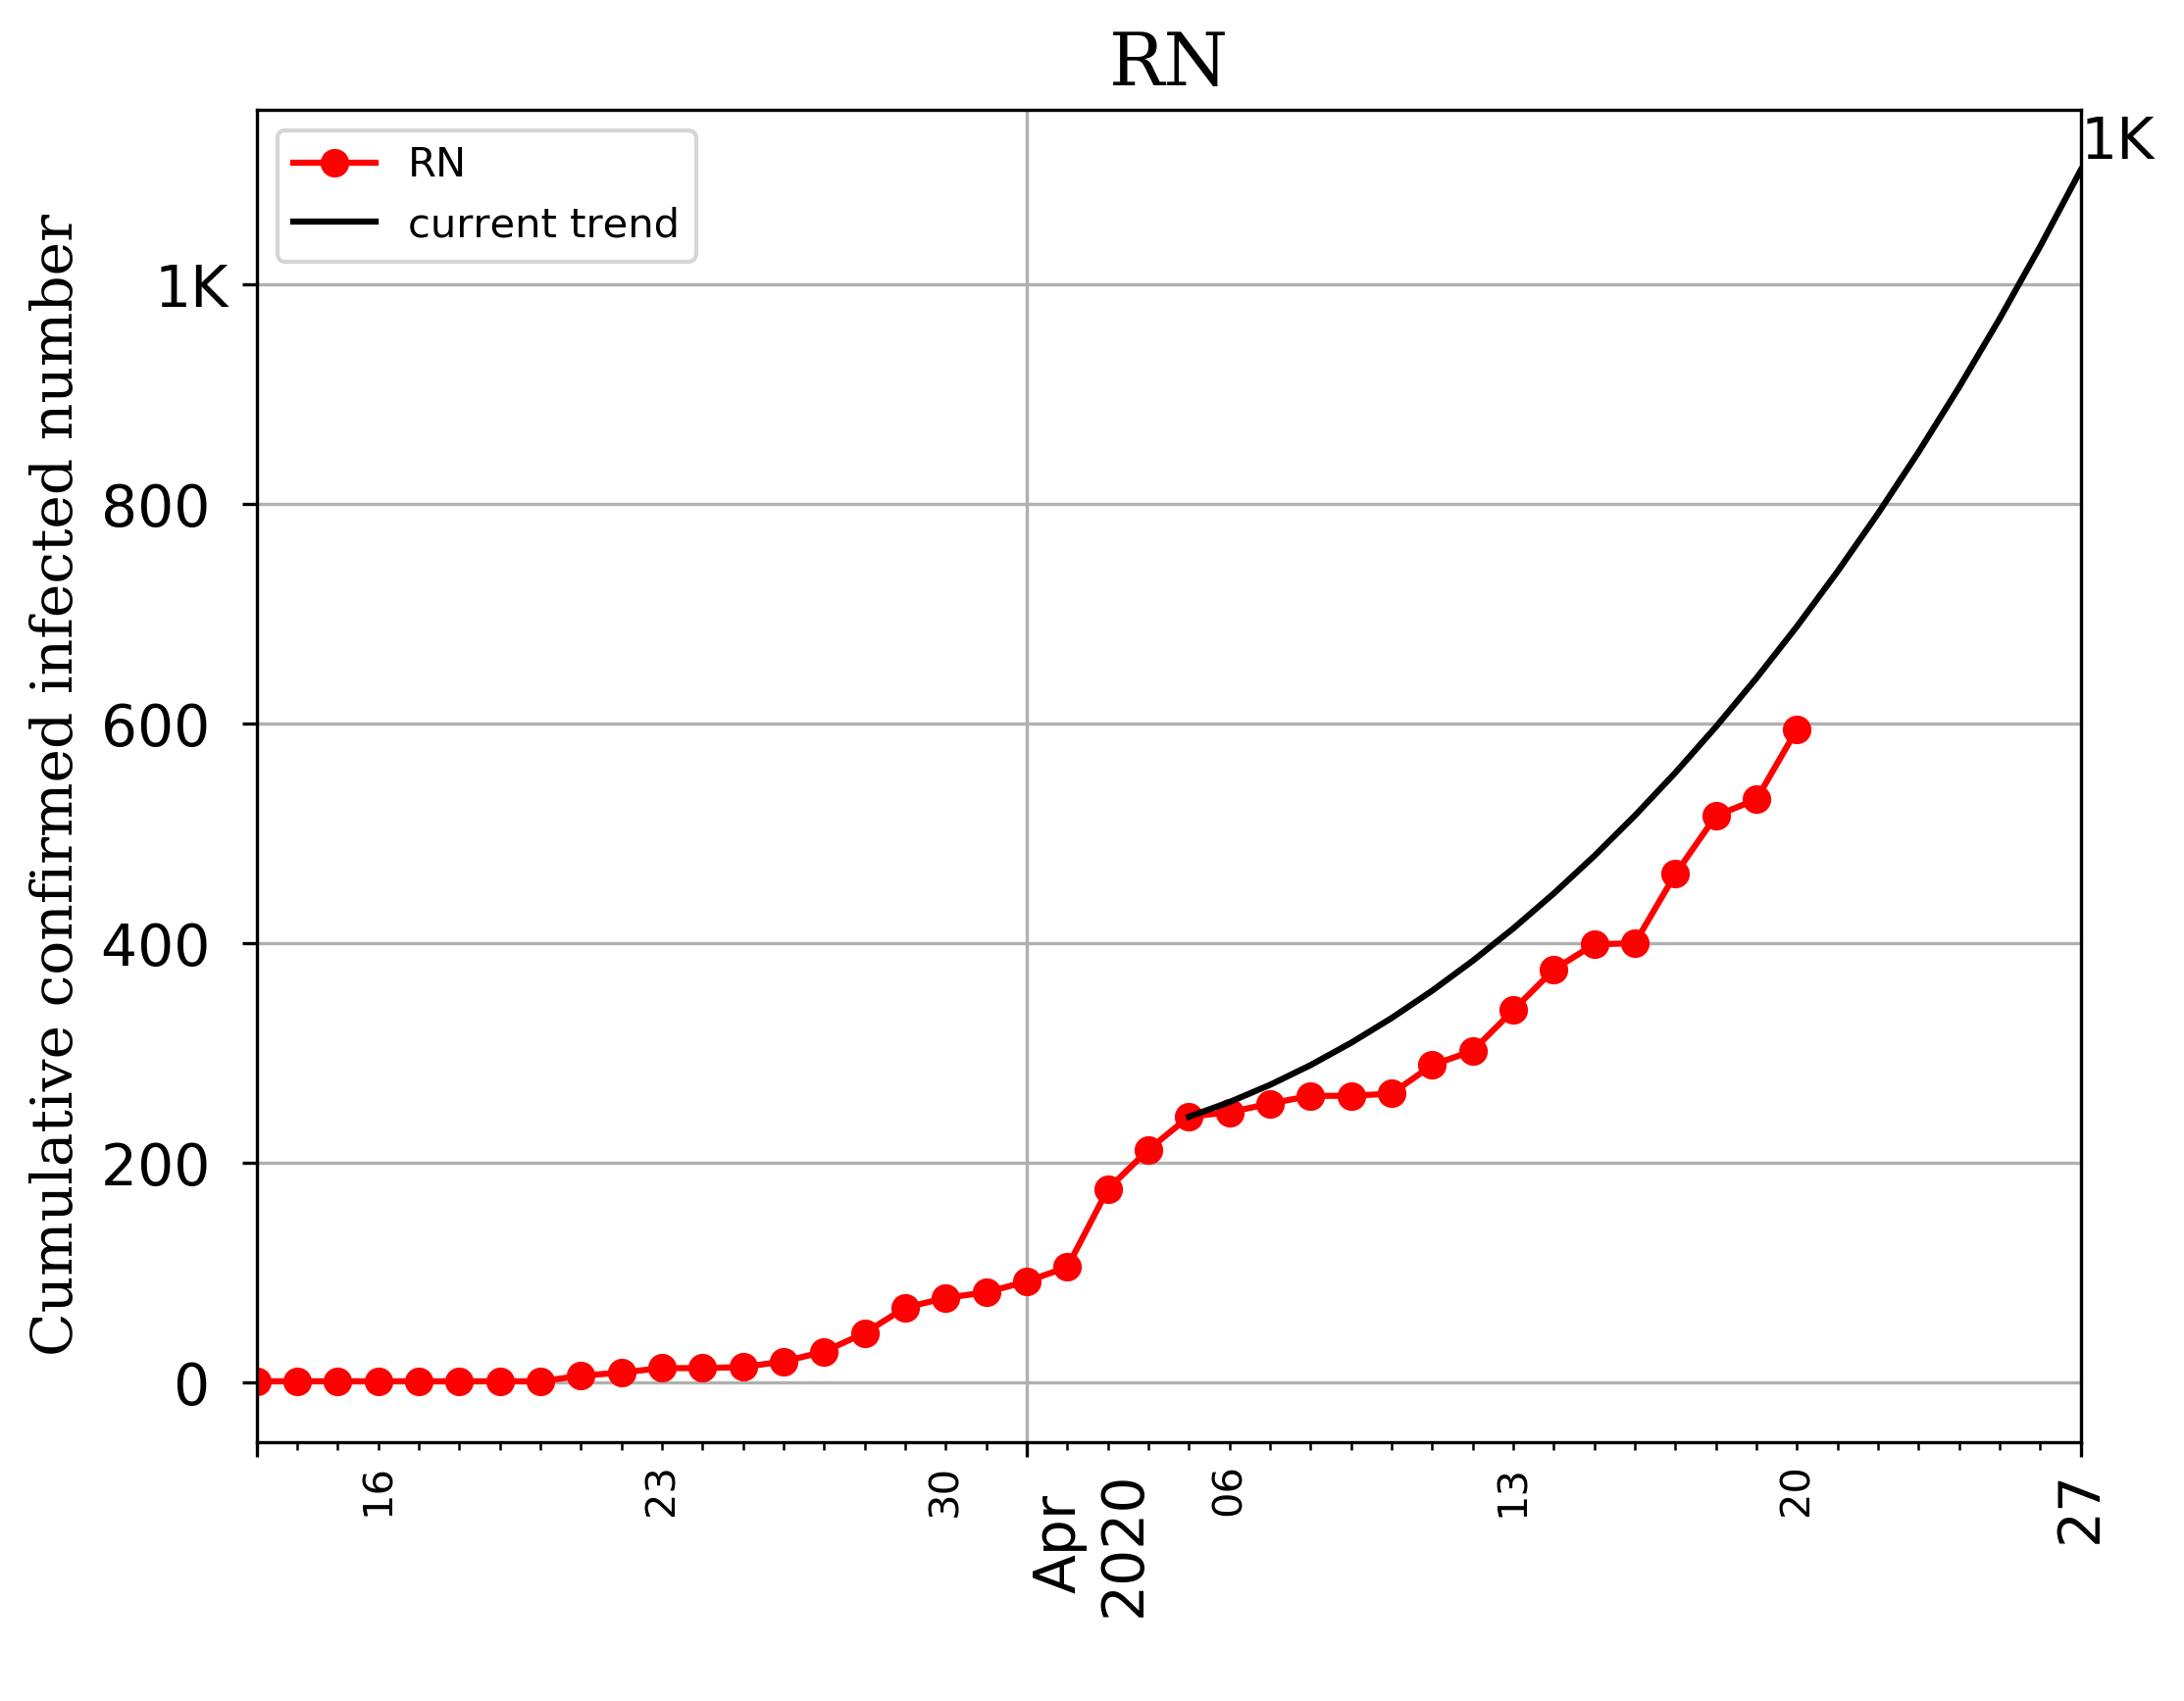 RN
1K
RN
current trend
Cumulative confirmed infected number
1K
800
600
400
200
0
16
23
30
Apr
2020
06
13
20
27